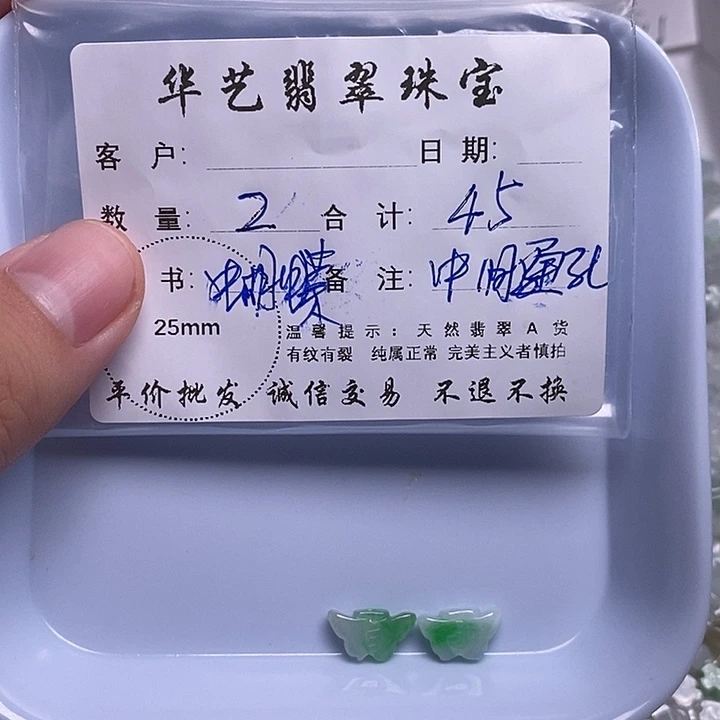 华艺翡翠珠宝
客 户: 日 期:
数 量: 2 合 计: 45
书: 蝴蝶 备 注: 中间通孔
25mm
温馨提示: 天然翡翠A货
有纹有裂 纯属正常 完美主义者慎拍
平价批发 诚信交易 不退不换